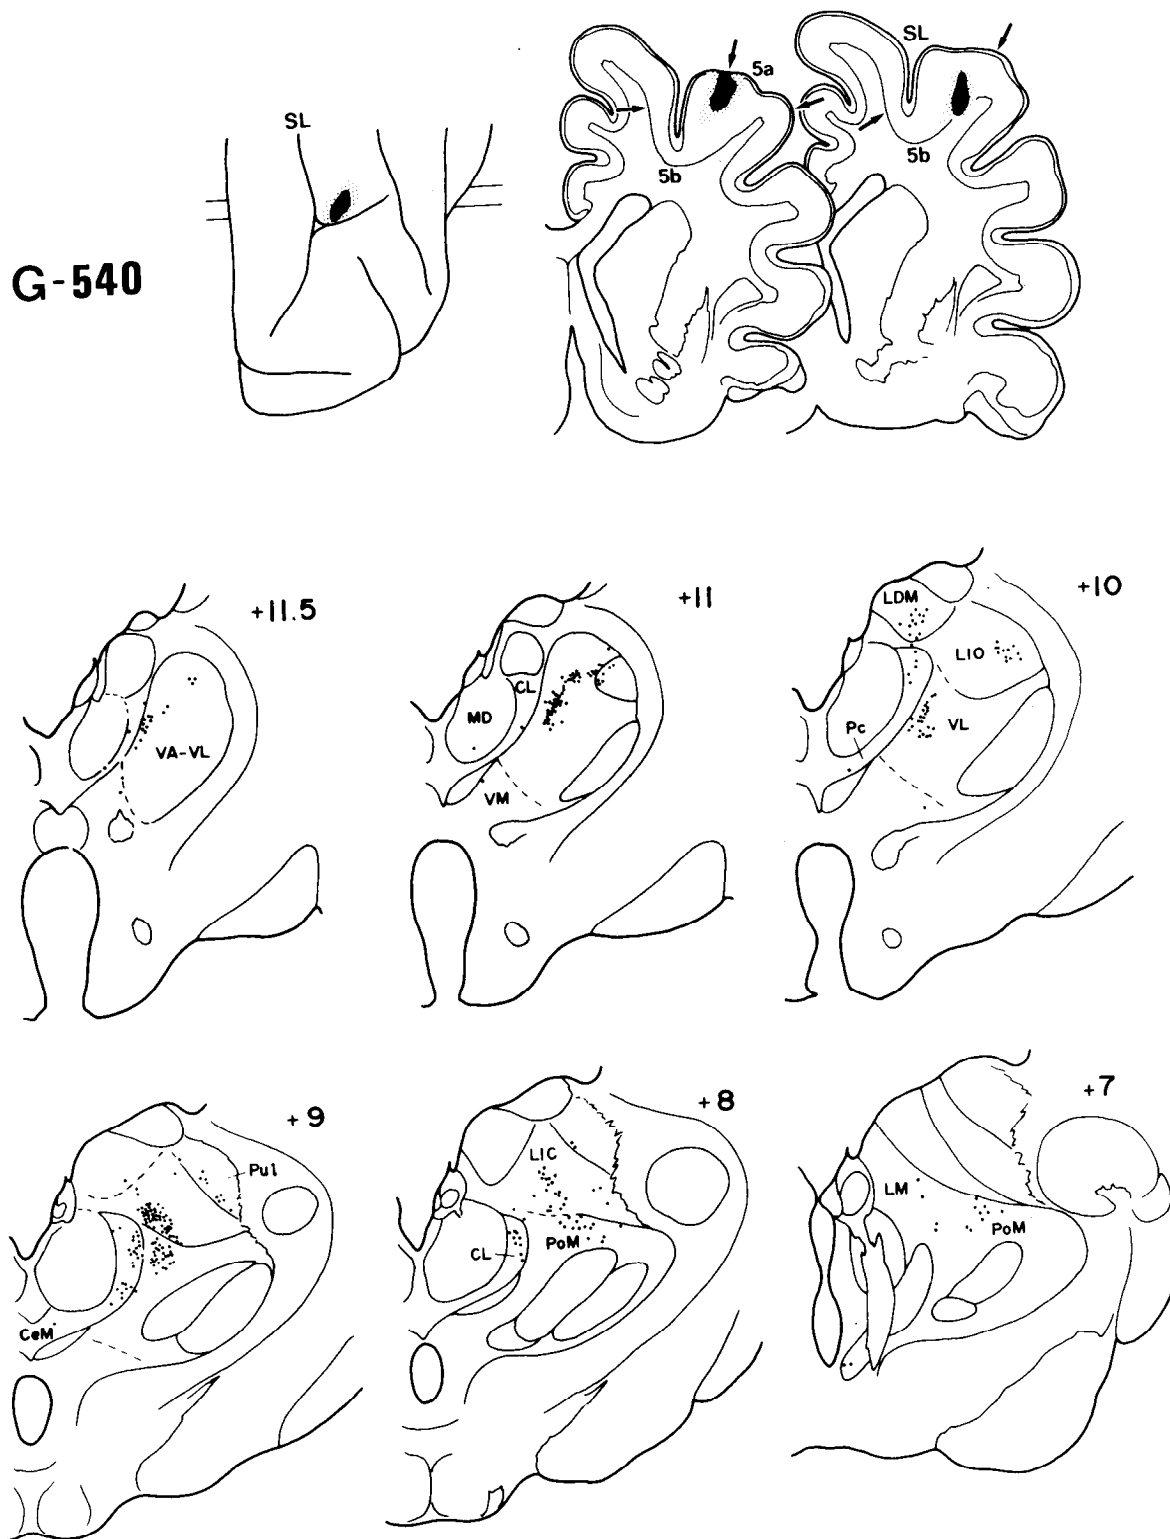 SL
5a
5b
SL
5b
G-540
+11.5
VA-VL
+11
CL
MD
VM
+10
LDM
LIO
Pc
VL
+9
Pul
CeM
+8
LIC
CL
PoM
+7
LM
PoM